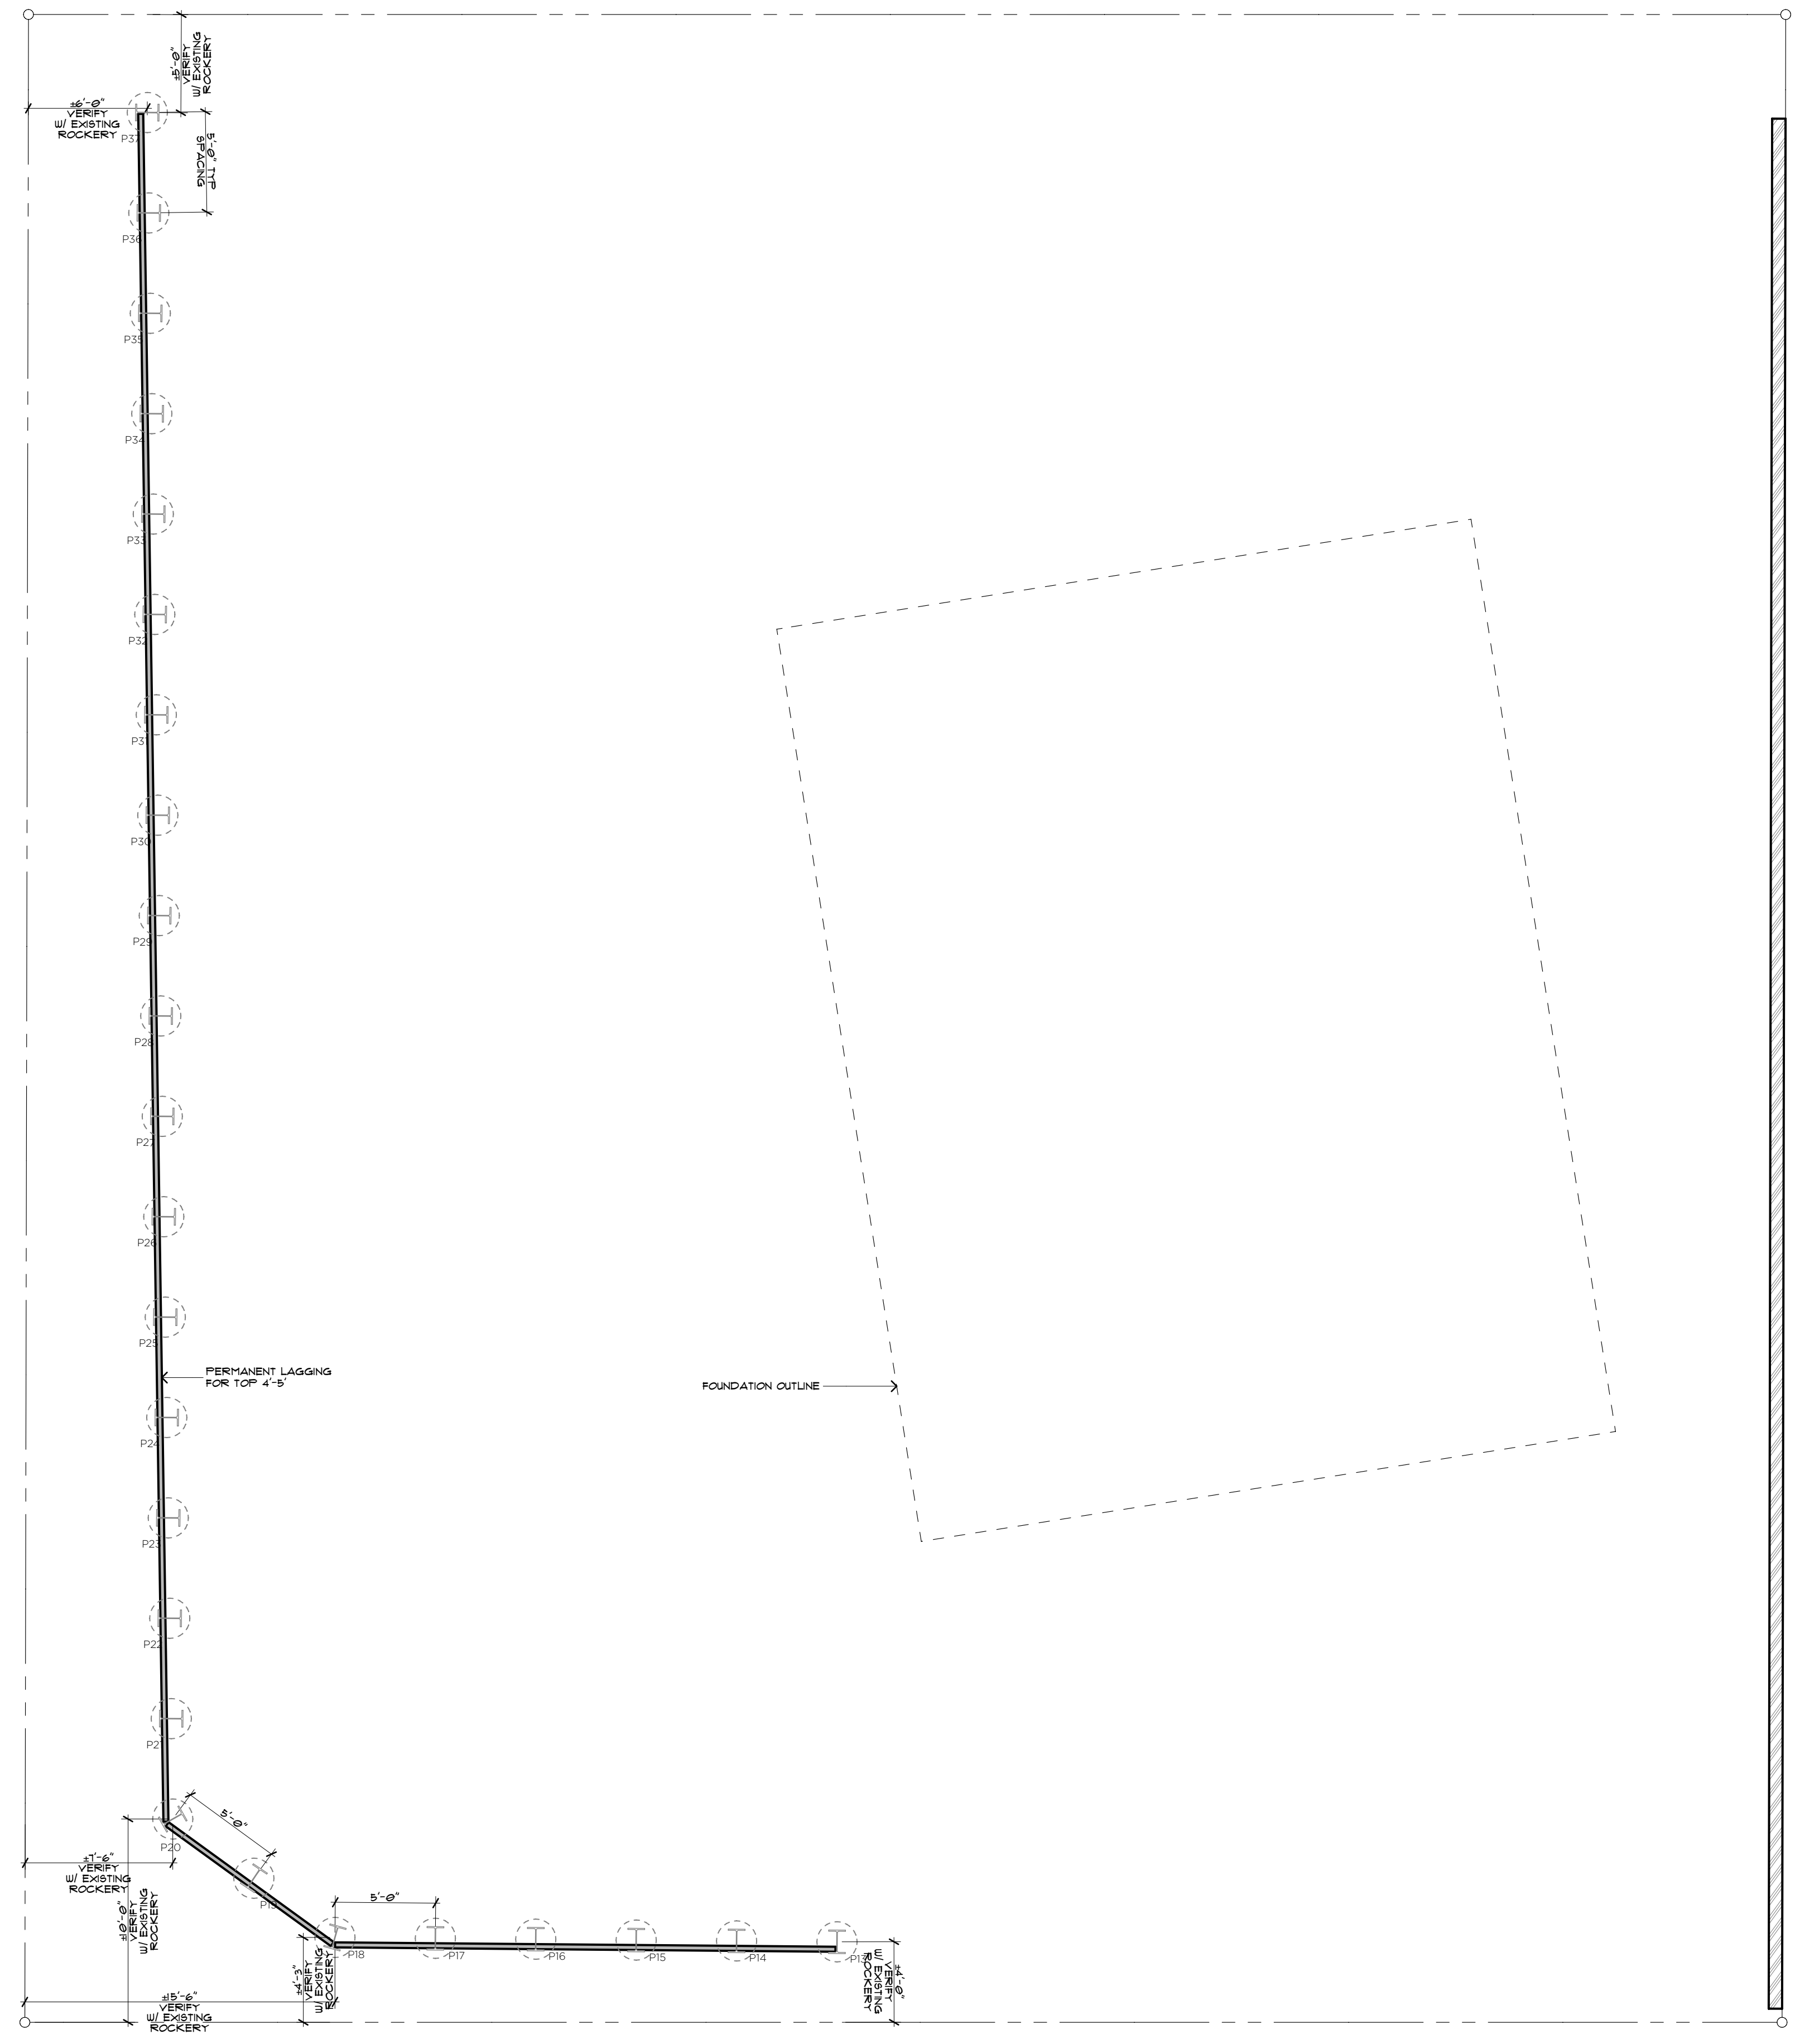 ±5'-0"
VERIFY
W/ EXISTING
ROCKERY
±6'-0"
VERIFY
W/ EXISTING
ROCKERY
P37
5'-0" TYP
SPACING
P36
P35
P34
P33
P32
P31
P30
P29
P28
P27
P26
P25
PERMANENT LAGGING
FOR TOP 4'-5'
FOUNDATION OUTLINE
P24
P23
P22
P21
5'-0"
P20
±7'-6"
VERIFY
W/ EXISTING
ROCKERY
±10'-0"
VERIFY
W/ EXISTING
ROCKERY
P19
5'-0"
P18
P17
P16
P15
P14
P13
±4'-3"
VERIFY
W/ EXISTING
ROCKERY
±4'-0"
VERIFY
W/ EXISTING
ROCKERY
±15'-6"
VERIFY
W/ EXISTING
ROCKERY